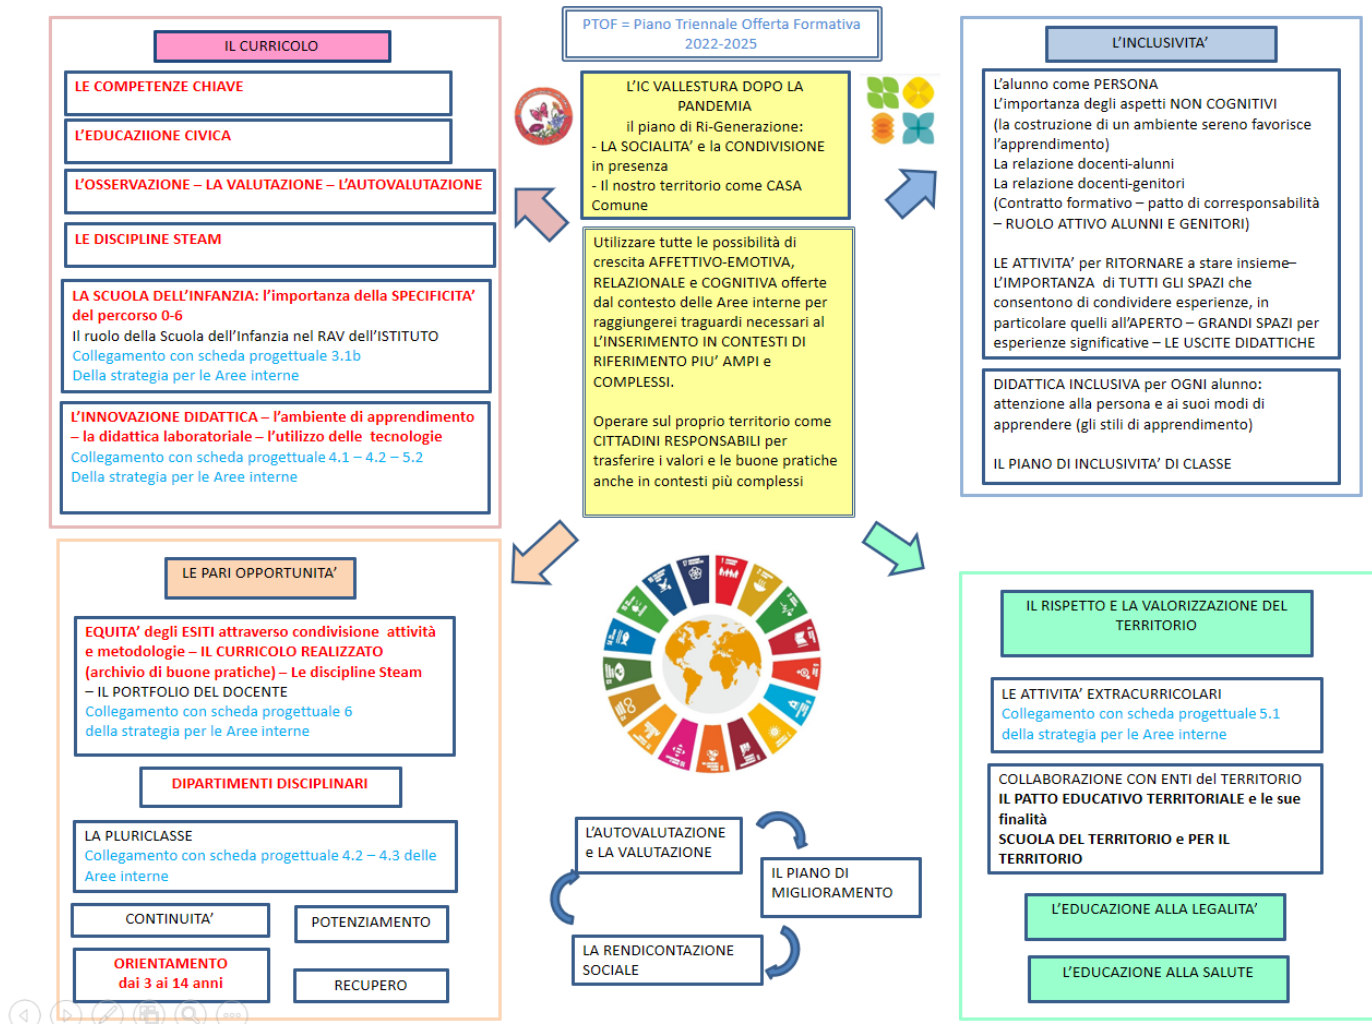 PTOF = Piano Triennale Offerta Formativa
2022-2025
IL CURRICOLO
LE COMPETENZE CHIAVE
L’EDUCAZIIONE CIVICA
L’OSSERVAZIONE – LA VALUTAZIONE – L’AUTOVALUTAZIONE
LE DISCIPLINE STEAM
LA SCUOLA DELL’INFANZIA: l’importanza della SPECIFICITA’
del percorso 0-6
Il ruolo della Scuola dell’Infanzia nel RAV dell’ISTITUTO
Collegamento con scheda progettuale 3.1b
Della strategia per le Aree interne
L’INNOVAZIONE DIDATTICA – l’ambiente di apprendimento
– la didattica laboratoriale – l’utilizzo delle tecnologie
Collegamento con scheda progettuale 4.1 – 4.2 – 5.2
Della strategia per le Aree interne
L’IC VALLESTURA DOPO LA
PANDEMIA
il piano di Ri-Generazione:
- LA SOCIALITA’ e la CONDIVISIONE
in presenza
- Il nostro territorio come CASA
Comune
Utilizzare tutte le possibilità di
crescita AFFETTIVO-EMOTIVA,
RELAZIONALE e COGNITIVA offerte
dal contesto delle Aree interne per
raggiungerei traguardi necessari al
L’INSERIMENTO IN CONTESTI DI
RIFERIMENTO PIU’ AMPI e
COMPLESSI.
Operare sul proprio territorio come
CITTADINI RESPONSABILI per
trasferire i valori e le buone pratiche
anche in contesti più complessi
L’INCLUSIVITA’
L’alunno come PERSONA
L’importanza degli aspetti NON COGNITIVI
(la costruzione di un ambiente sereno favorisce
l’apprendimento)
La relazione docenti-alunni
La relazione docenti-genitori
(Contratto formativo – patto di corresponsabilità
– RUOLO ATTIVO ALUNNI E GENITORI)
LE ATTIVITA’ per RITORNARE a stare insieme–
L’IMPORTANZA di TUTTI GLI SPAZI che
consentono di condividere esperienze, in
particolare quelli all’APERTO – GRANDI SPAZI per
esperienze significative – LE USCITE DIDATTICHE
DIDATTICA INCLUSIVA per OGNI alunno:
attenzione alla persona e ai suoi modi di
apprendere (gli stili di apprendimento)
IL PIANO DI INCLUSIVITA’ DI CLASSE
LE PARI OPPORTUNITA’
EQUITA’ degli ESITI attraverso condivisione attività
e metodologie – IL CURRICOLO REALIZZATO
(archivio di buone pratiche) – Le discipline Steam
– IL PORTFOLIO DEL DOCENTE
Collegamento con scheda progettuale 6
della strategia per le Aree interne
DIPARTIMENTI DISCIPLINARI
LA PLURICLASSE
Collegamento con scheda progettuale 4.2 – 4.3 delle
Aree interne
CONTINUITA’
POTENZIAMENTO
ORIENTAMENTO
dai 3 ai 14 anni
RECUPERO
L’AUTOVALUTAZIONE
e LA VALUTAZIONE
IL PIANO DI
MIGLIORAMENTO
LA RENDICONTAZIONE
SOCIALE
IL RISPETTO E LA VALORIZZAZIONE DEL
TERRITORIO
LE ATTIVITA’ EXTRACURRICOLARI
Collegamento con scheda progettuale 5.1
della strategia per le Aree interne
COLLABORAZIONE CON ENTI del TERRITORIO
IL PATTO EDUCATIVO TERRITORIALE e le sue
finalità
SCUOLA DEL TERRITORIO e PER IL
TERRITORIO
L’EDUCAZIONE ALLA LEGALITA’
L’EDUCAZIONE ALLA SALUTE